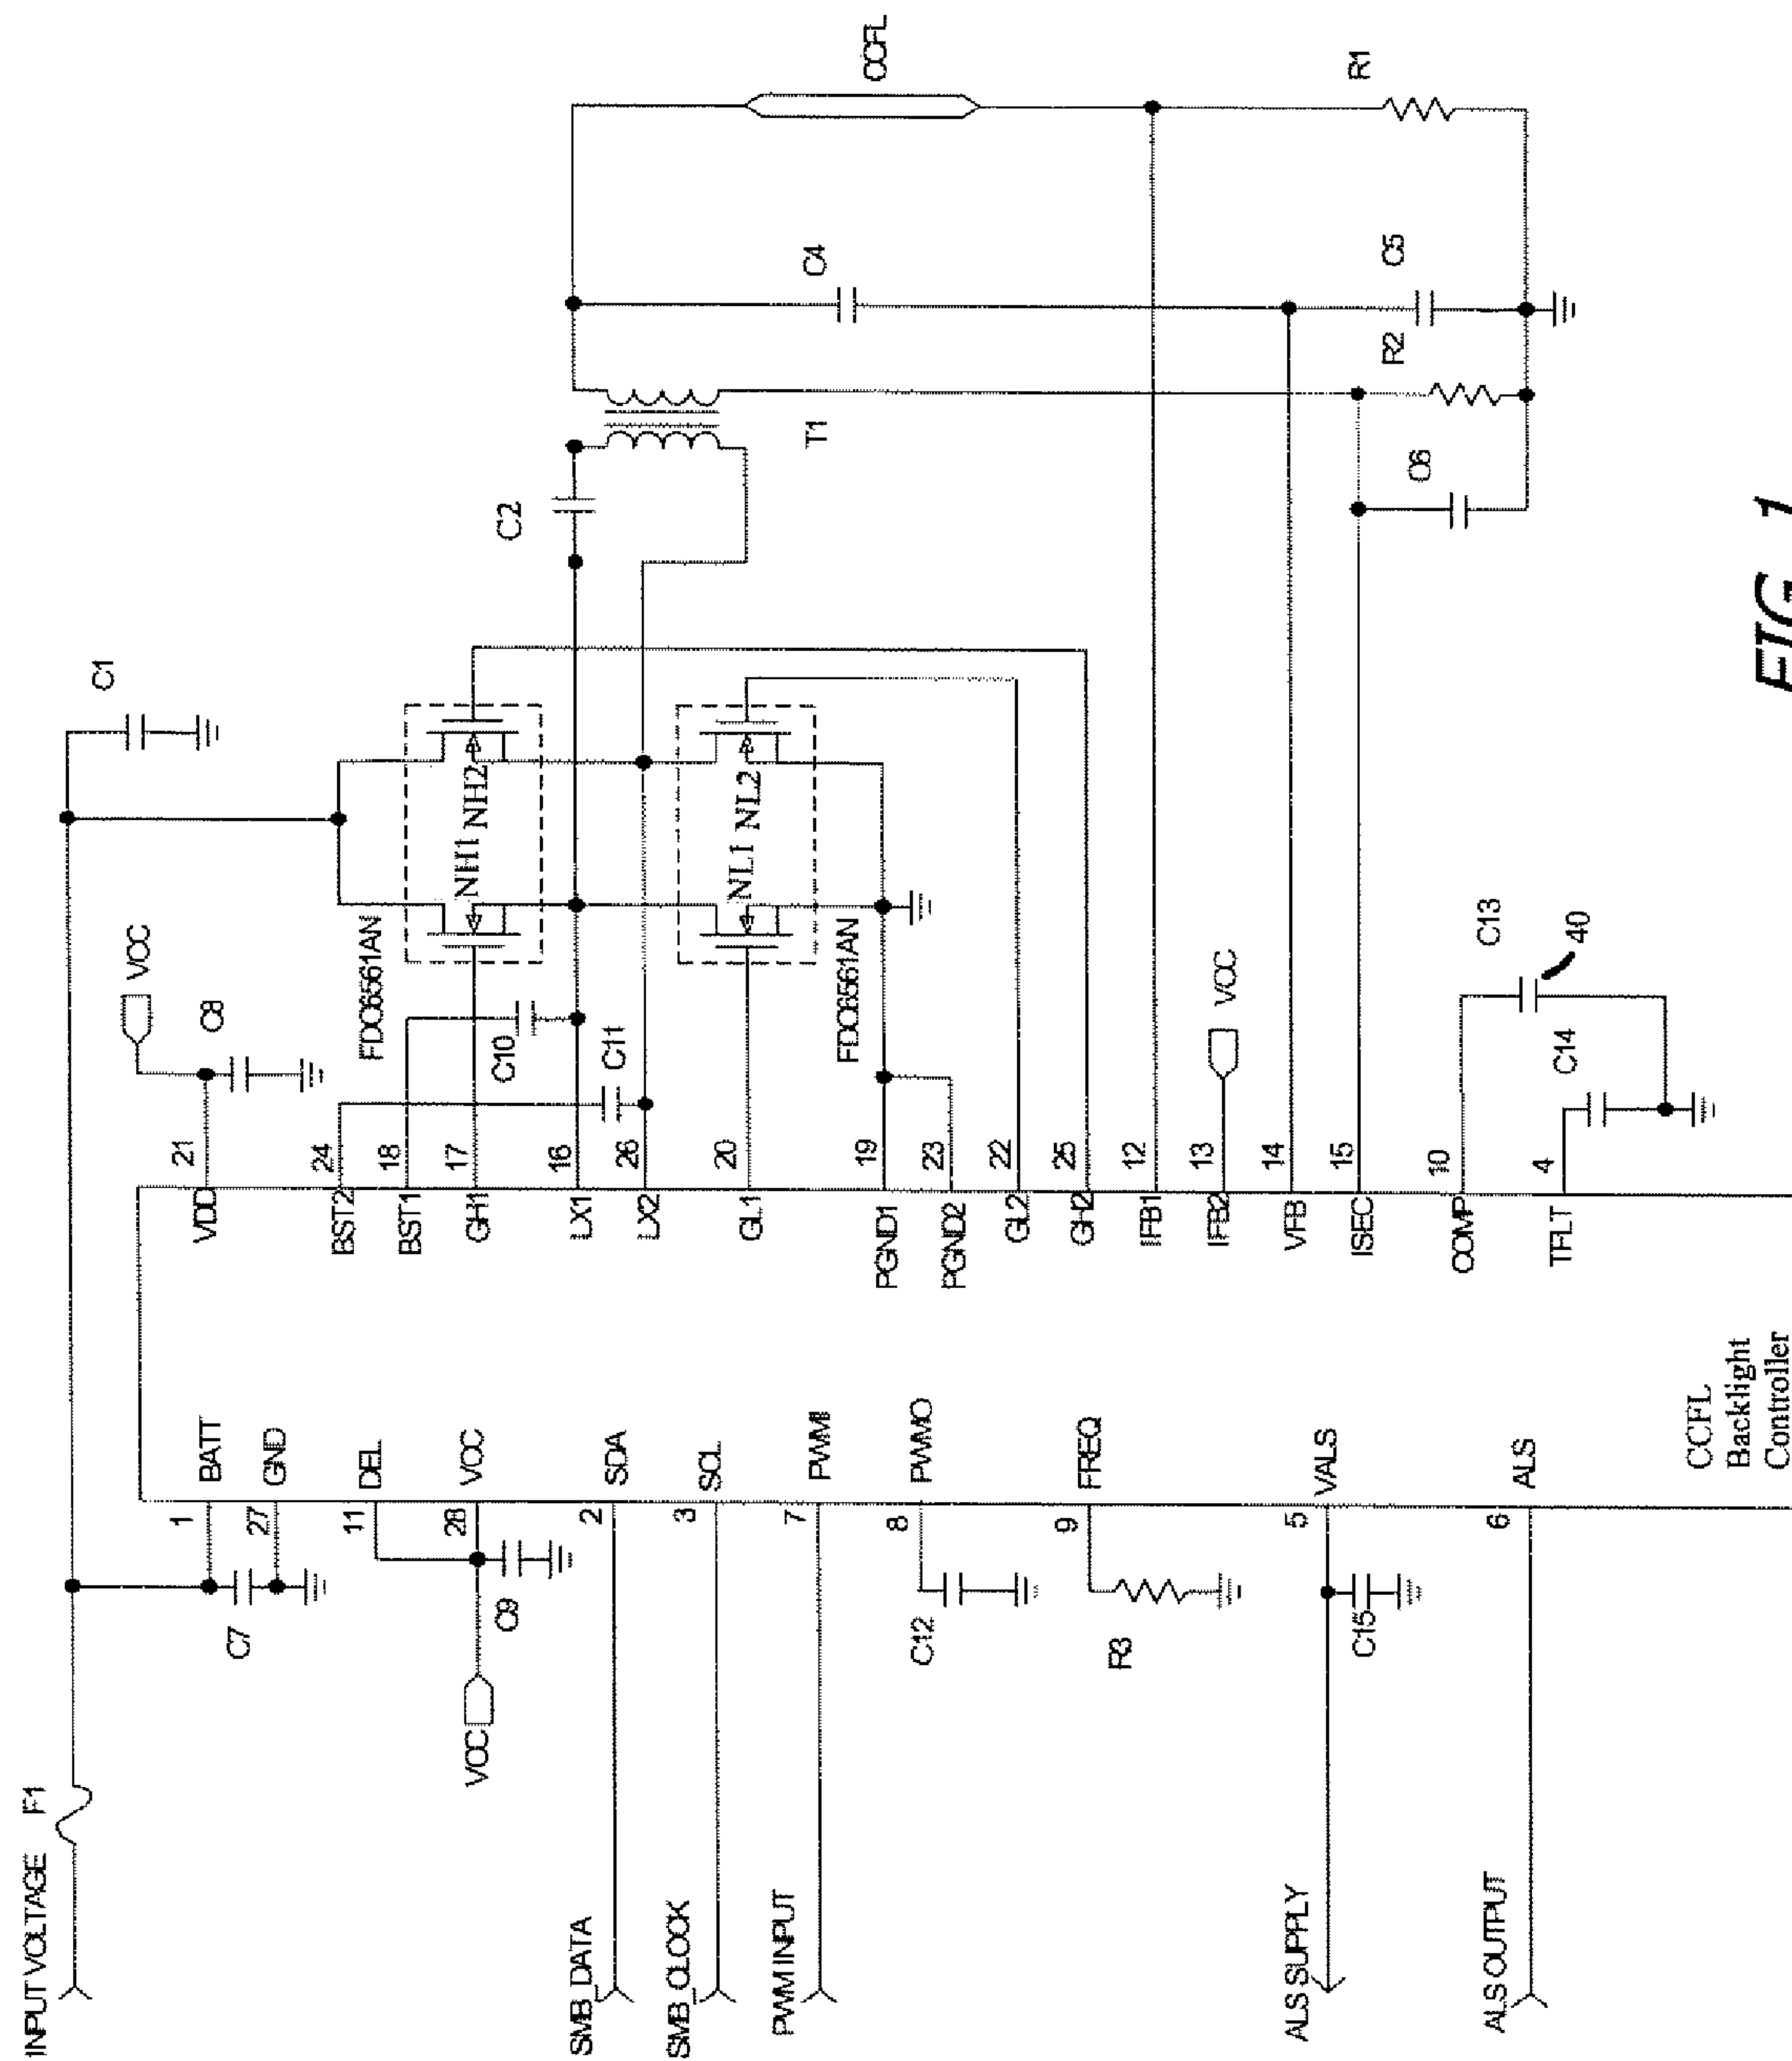 INPUT VOLTAGE
F1
C1
VCC
C8
C7
1
BATT
27
GND
11
DEL
28
VCC
VCC
C9
2
SDA
SMB_DATA
3
SCL
SMB_CLOCK
7
PWMI
PWM INPUT
8
PWMO
C12
9
FREQ
R3
5
VALS
ALS SUPPLY
C15
6
ALS
ALS OUTPUT
CCFL
Backlight
Controller
21
VDD
24
BST2
18
BST1
17
GH1
16
LX1
26
LX2
20
GL1
19
PGND1
23
PGND2
22
GL2
25
GH2
12
IFB1
13
IFB2
14
VFB
15
ISEC
10
COMP
4
TFLT
FDC6561AN
NH1
NH2
C10
C11
NL1
NL2
FDC6561AN
C2
T1
C4
CCFL
VCC
C6
R2
C5
R1
C13
40
C14
FIG. 1